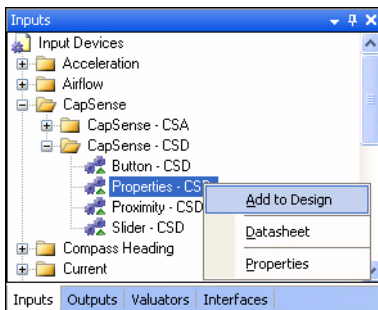 Inputs
Input Devices
Acceleration
Airflow
CapSense
CapSense - CSA
CapSense - CSD
Button - CSD
Properties - CSD
Proximity - CSD
Slider - CSD
Compass Heading
Current
Add to Design
Datasheet
Properties
Inputs Outputs Valuators Interfaces